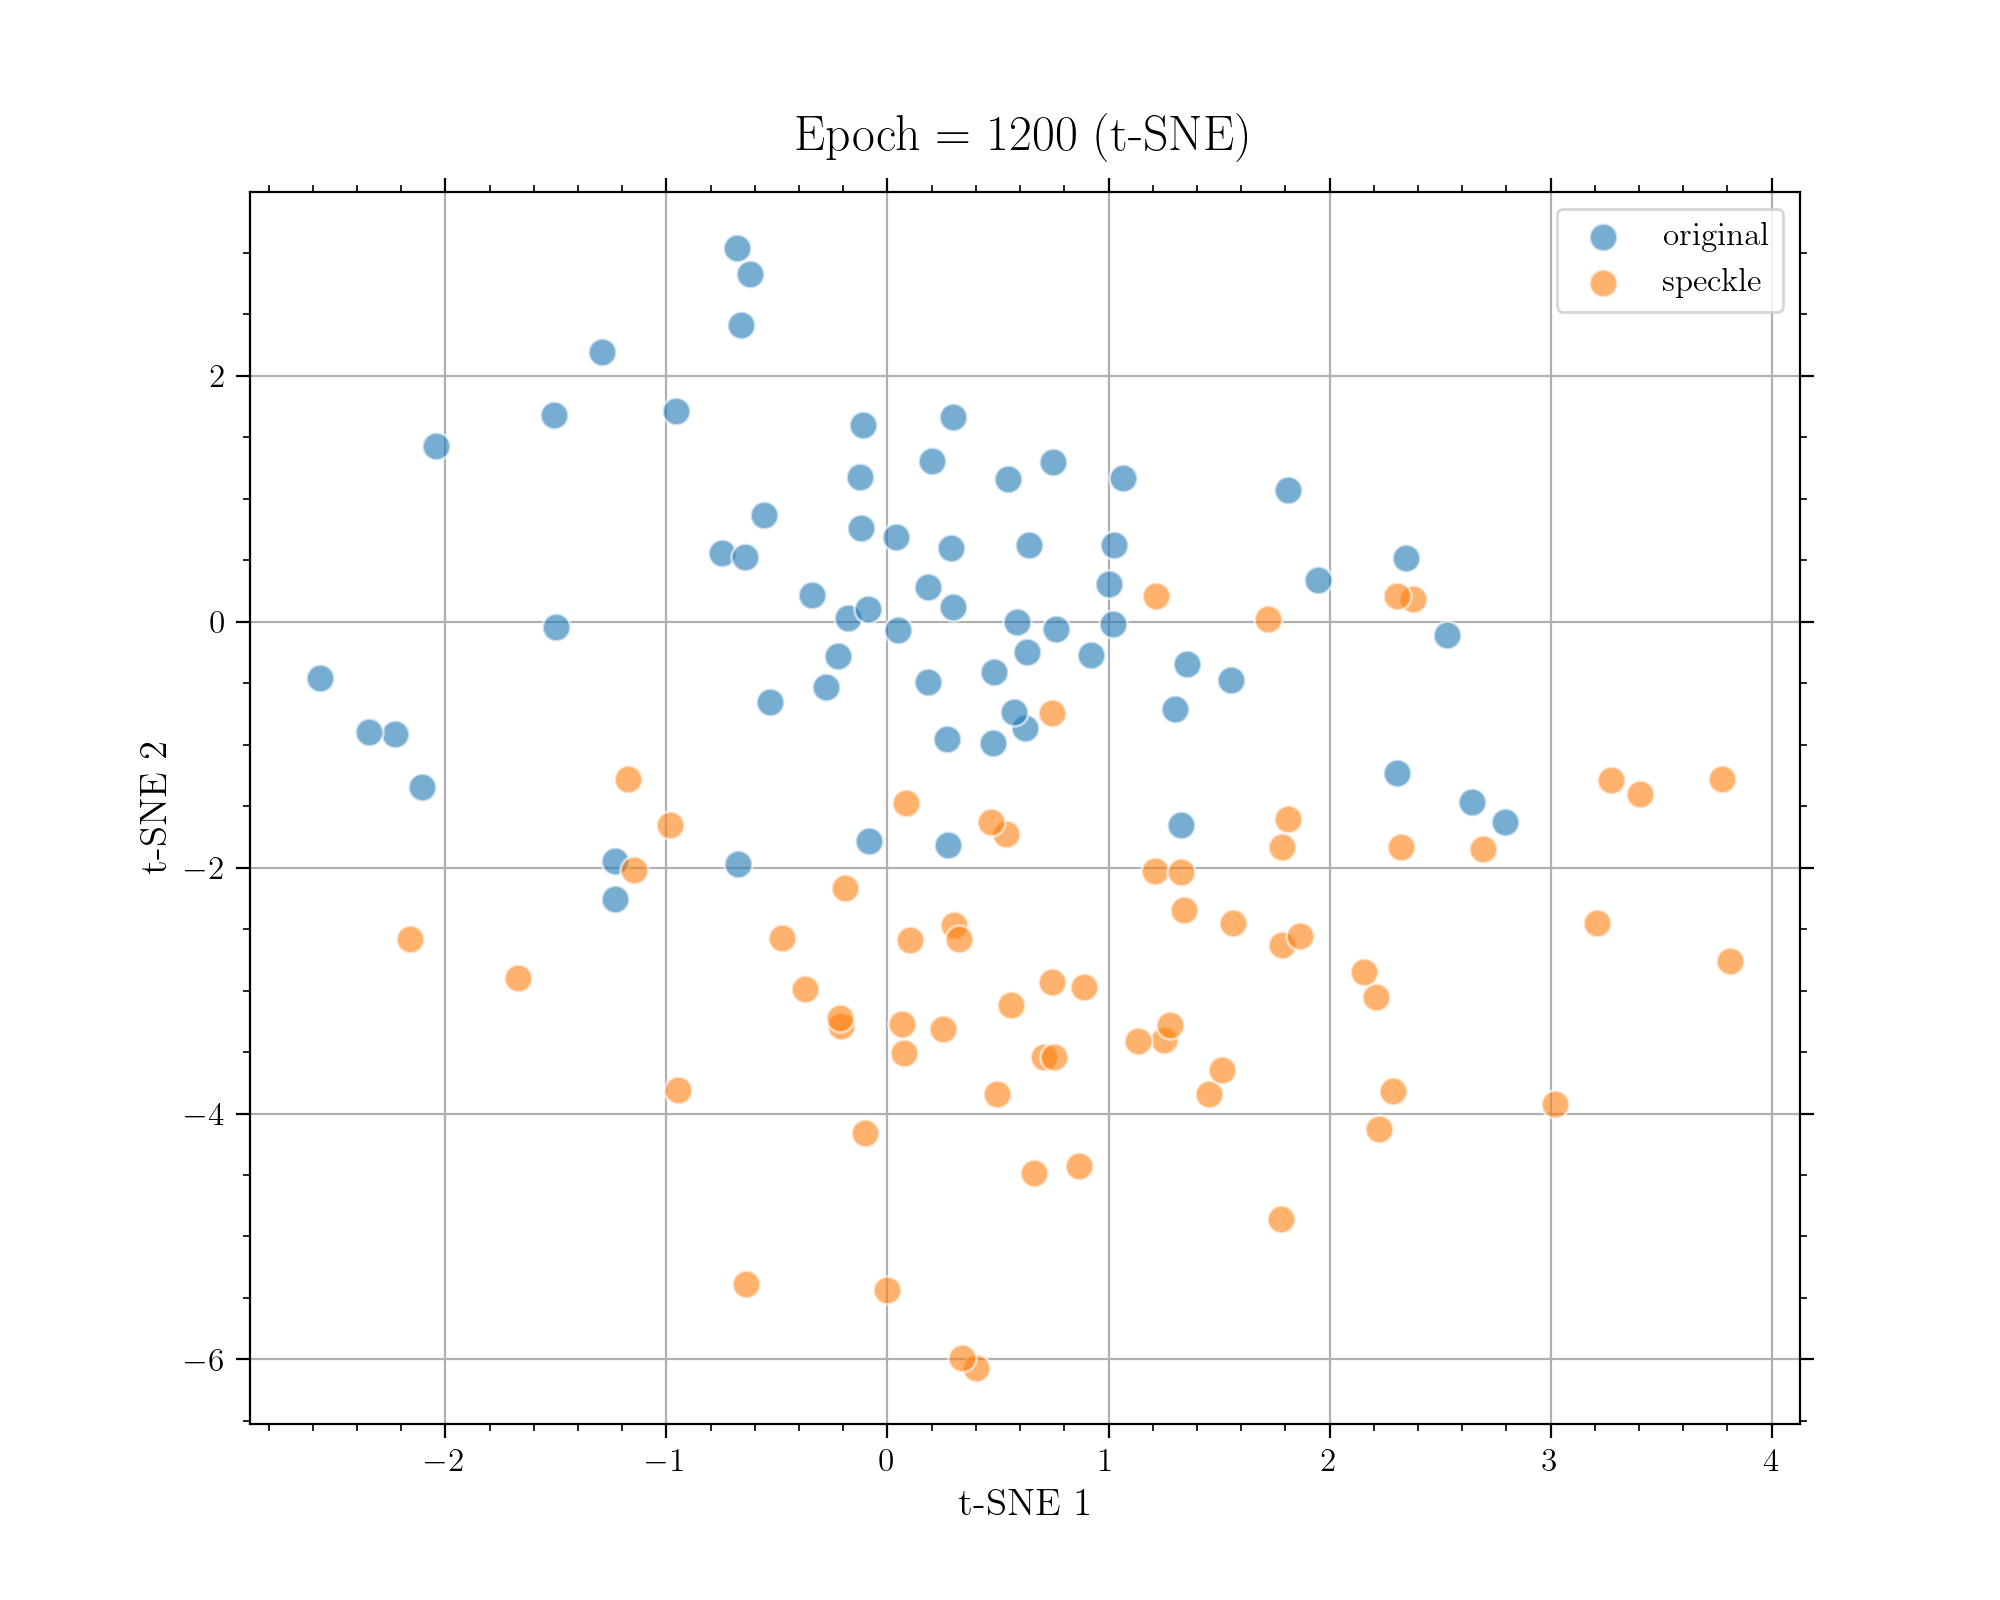 Epoch = 1200 (t-SNE)
original
speckle
2
0
−2
−4
−6
t-SNE 2
−2 −1 0 1 2 3 4
t-SNE 1